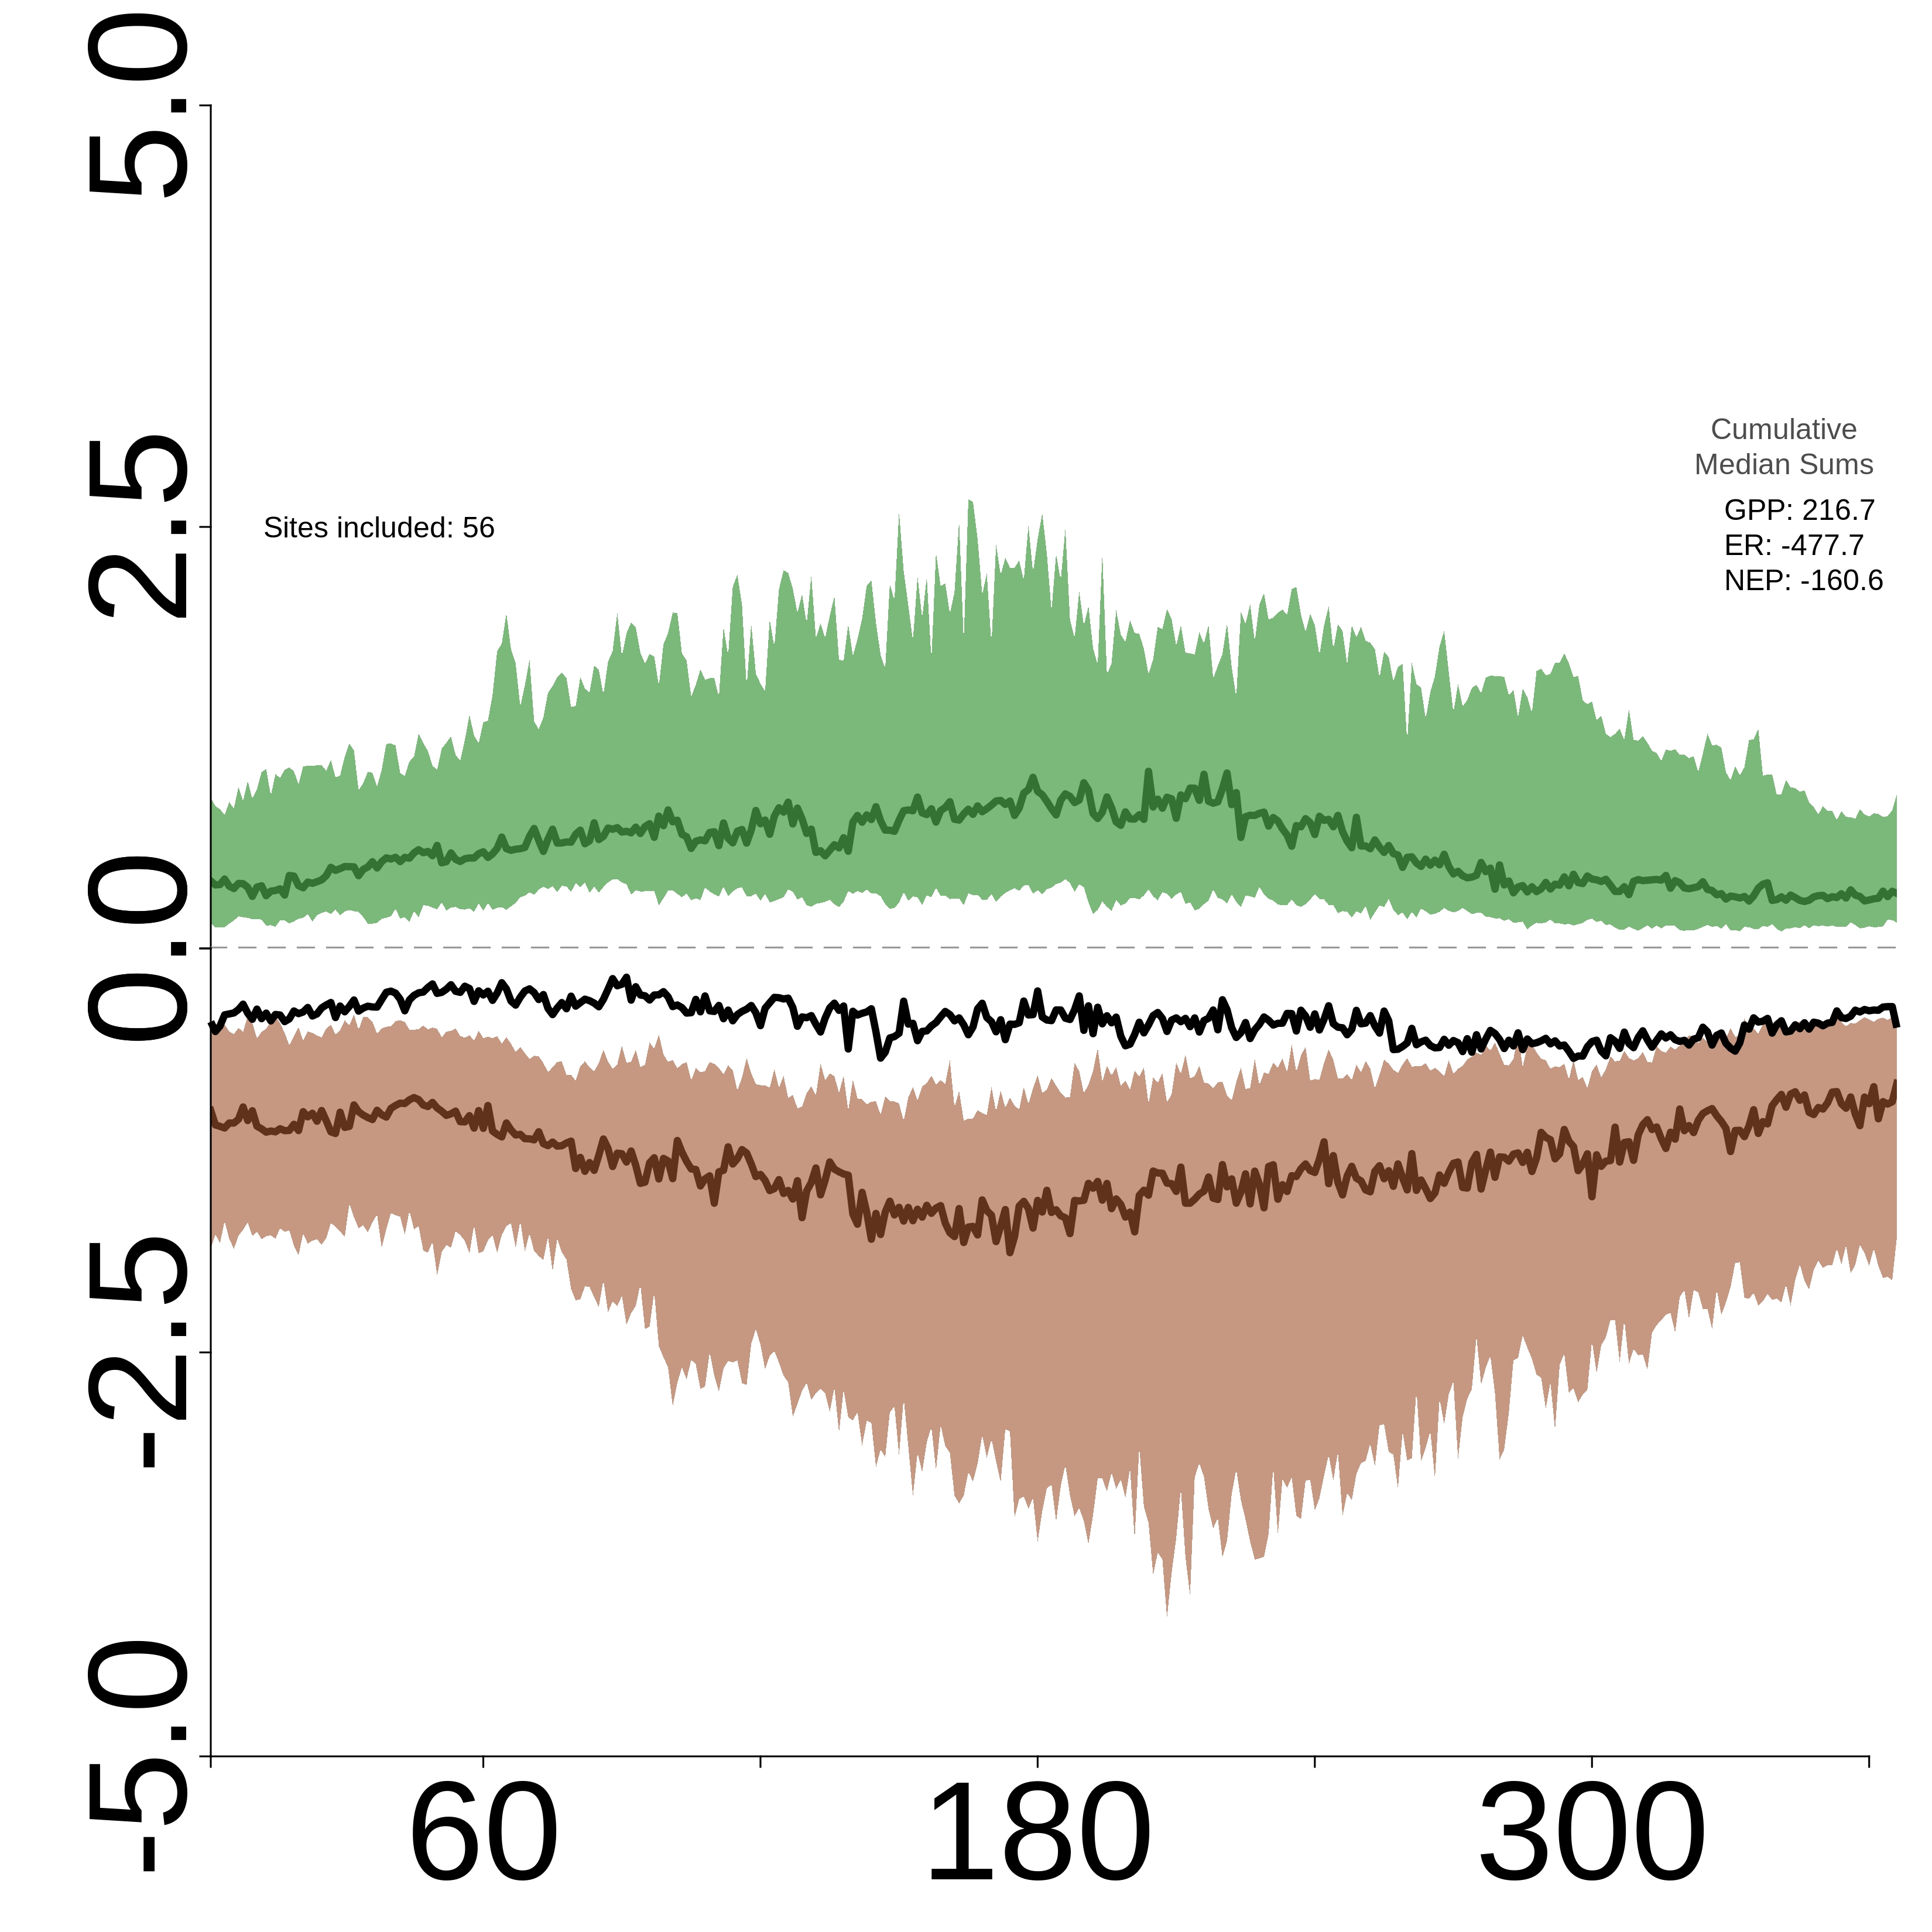 5.0
2.5
0.0
-2.5
-5.0
Sites included: 56
Cumulative
Median Sums
GPP: 216.7
ER: -477.7
NEP: -160.6
60
180
300